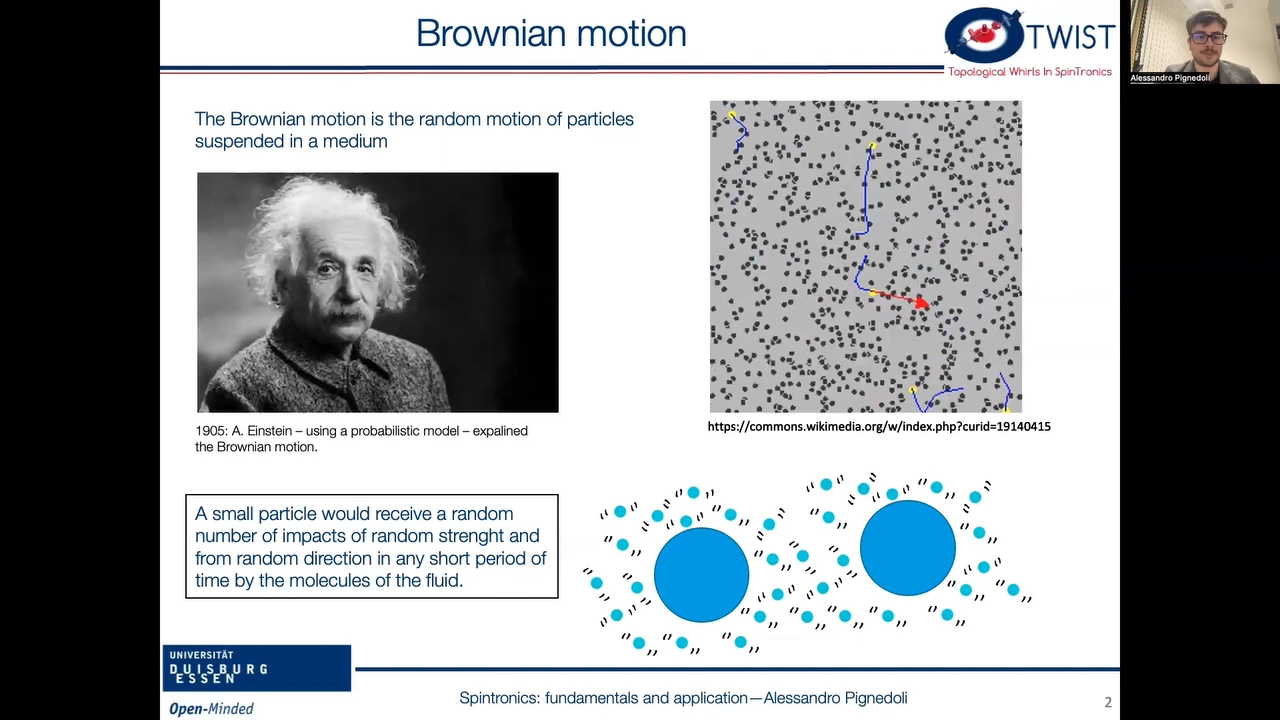 Brownian motion
TWIST
Topological Whirls In SpinTronics
Alessandro Pignedoli
The Brownian motion is the random motion of particles
suspended in a medium
1905: A. Einstein – using a probabilistic model – expalined
the Brownian motion.
https://commons.wikimedia.org/w/index.php?curid=19140415
A small particle would receive a random
number of impacts of random strenght and
from random direction in any short period of
time by the molecules of the fluid.
UNIVERSITÄT
DUISBURG
ESSEN
Open-Minded
Spintronics: fundamentals and application—Alessandro Pignedoli
2